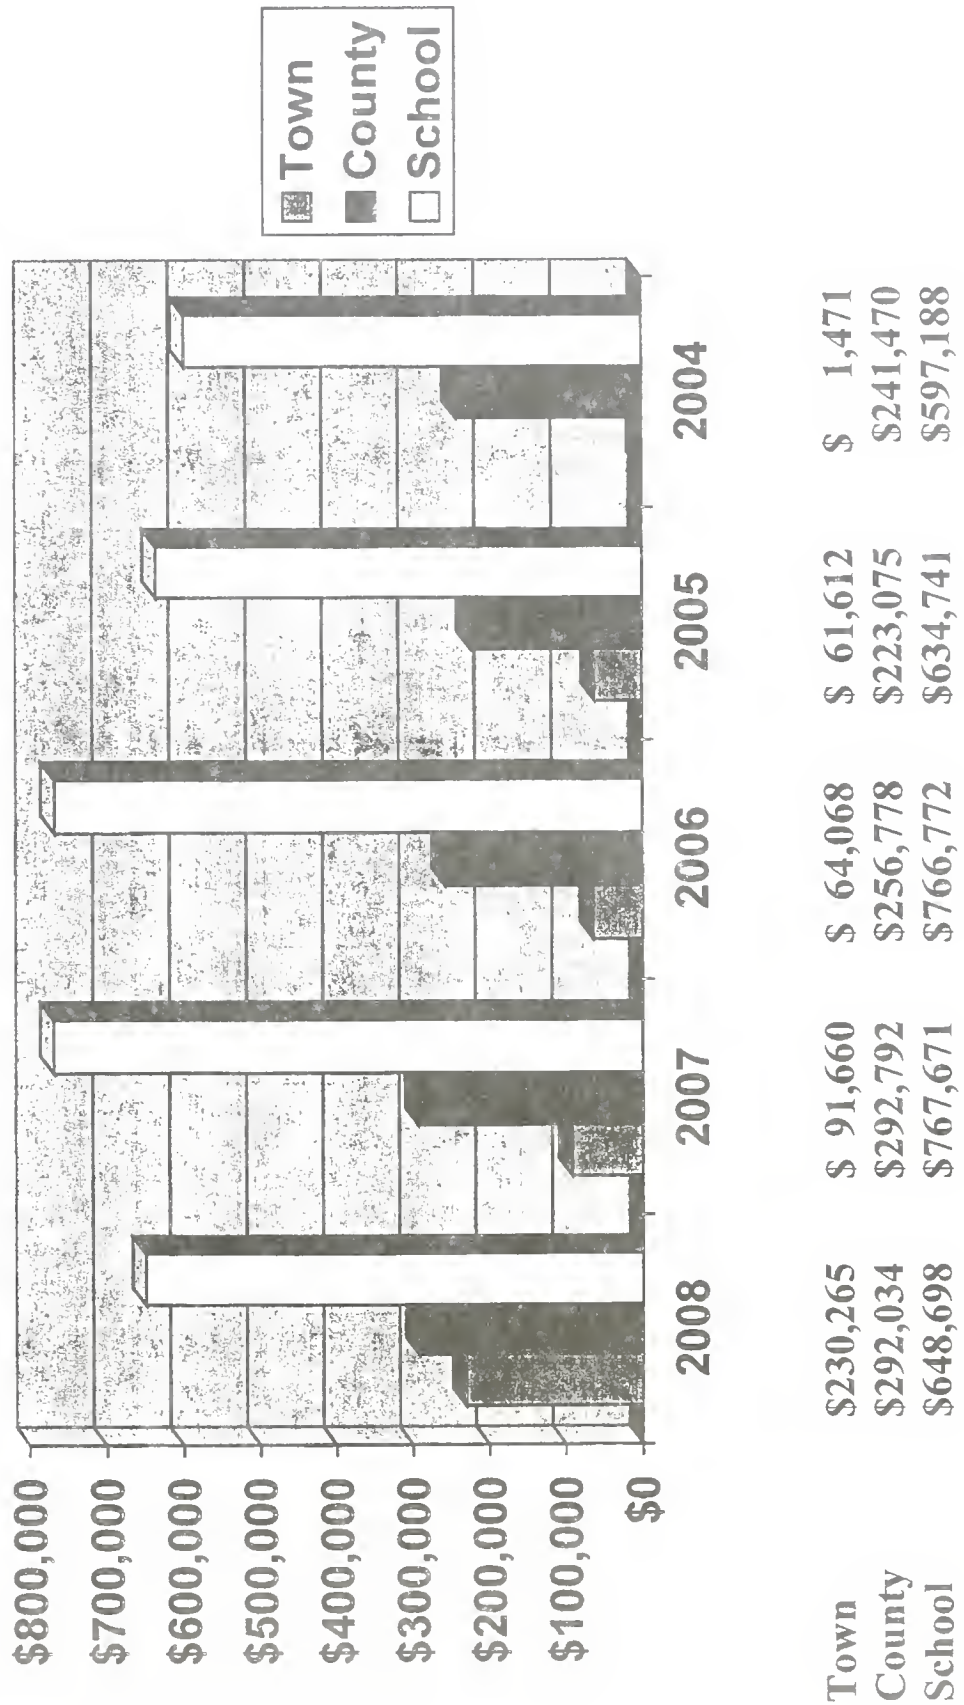 $800,000
$700,000
$600,000
$500,000
$400,000
$300,000
$200,000
$100,000
$0
2008 2007 2006 2005 2004
Town
County
School
Town $230,265 $ 91,660 $ 64,068 $ 61,612 $ 1,471
County $292,034 $292,792 $256,778 $223,075 $241,470
School $648,698 $767,671 $766,772 $634,741 $597,188